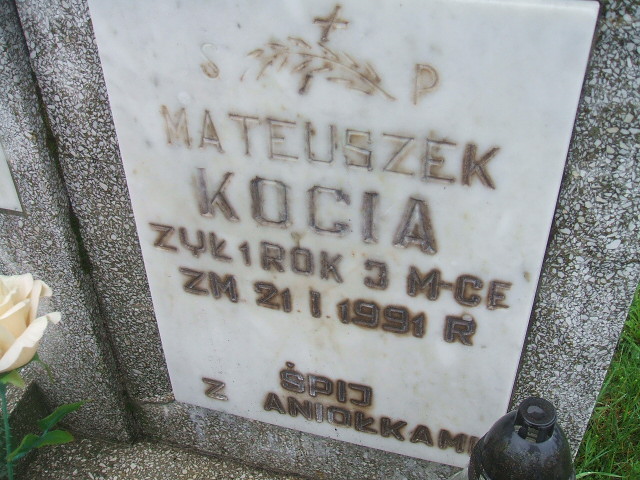 S P
MATEUSZEK
KOCIA
ŻYŁ 1 ROK 3 M-CE
ZM 21 I 1991 R
ŚPIJ
Z ANIOŁKAMI